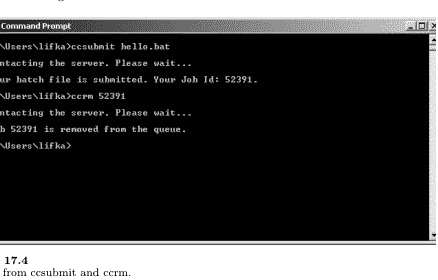 Command Prompt
\Users\lifka>ccsubmit hello.bat
ntacting the server. Please wait...
ur batch file is submitted. Your Job Id: 52391.
\Users\lifka>ccrm 52391
ntacting the server. Please wait...
b 52391 is removed from the queue.
\Users\lifka>
17.4
from ccsubmit and ccrm.